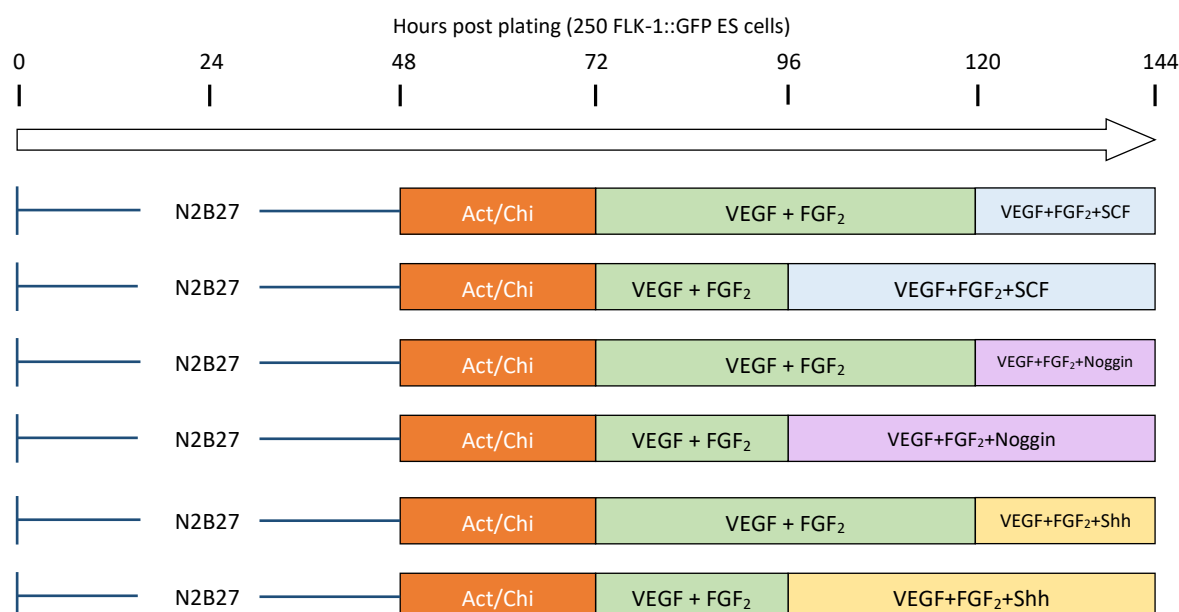 Hours post plating (250 FLK-1::GFP ES cells)
0 24 48 72 96 120 144
N2B27 Act/Chi VEGF + FGF₂ VEGF+FGF₂+SCF
N2B27 Act/Chi VEGF + FGF₂ VEGF+FGF₂+SCF
N2B27 Act/Chi VEGF + FGF₂ VEGF+FGF₂+Noggin
N2B27 Act/Chi VEGF + FGF₂ VEGF+FGF₂+Noggin
N2B27 Act/Chi VEGF + FGF₂ VEGF+FGF₂+Shh
N2B27 Act/Chi VEGF + FGF₂ VEGF+FGF₂+Shh